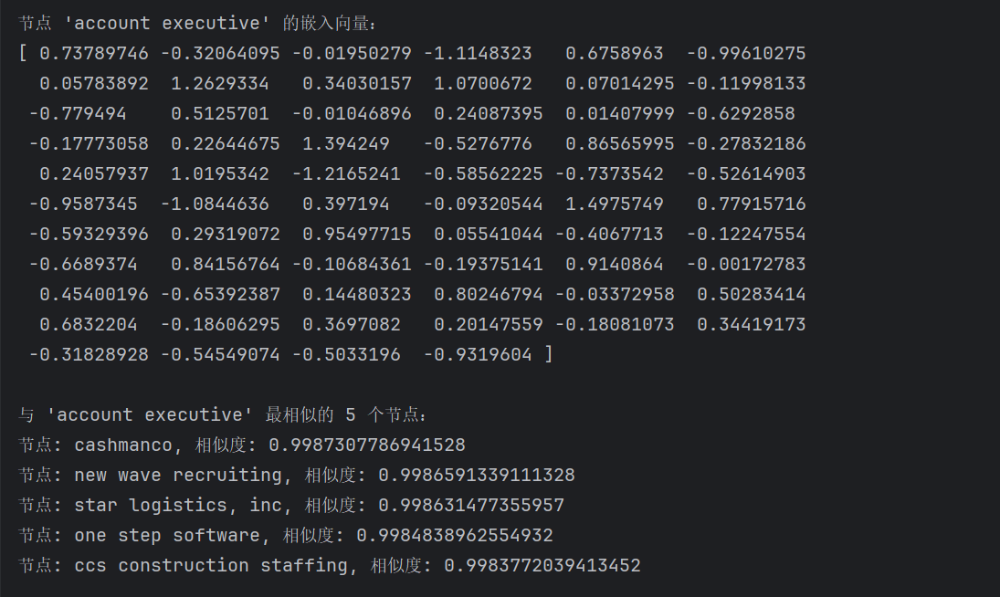 节点 'account executive' 的嵌入向量:
[ 0.73789746 -0.32064095 -0.01950279 -1.1148323   0.6758963  -0.99610275
  0.05783892  1.2629334   0.34030157  1.0700672   0.07014295 -0.11998133
 -0.779494    0.5125701  -0.01046896  0.24087395  0.01407999 -0.6292858
 -0.17773058  0.22644675  1.394249   -0.5276776   0.86565995 -0.27832186
  0.24057937  1.0195342  -1.2165241  -0.58562225 -0.7373542  -0.52614903
 -0.9587345  -1.0844636   0.397194   -0.09320544  1.4975749   0.77915716
 -0.59329396  0.29319072  0.95497715  0.05541044 -0.4067713  -0.12247554
 -0.6689374   0.84156764 -0.10684361 -0.19375141  0.9140864  -0.00172783
  0.45400196 -0.65392387  0.14480323  0.80246794 -0.03372958  0.50283414
  0.6832204  -0.18606295  0.3697082   0.20147559 -0.18081073  0.34419173
 -0.31828928 -0.54549074 -0.5033196  -0.9319604 ]
与 'account executive' 最相似的 5 个节点:
节点: cashmanco, 相似度: 0.9987307786941528
节点: new wave recruiting, 相似度: 0.9986591339111328
节点: star logistics, inc, 相似度: 0.998631477355957
节点: one step software, 相似度: 0.9984838962554932
节点: ccs construction staffing, 相似度: 0.9983772039413452